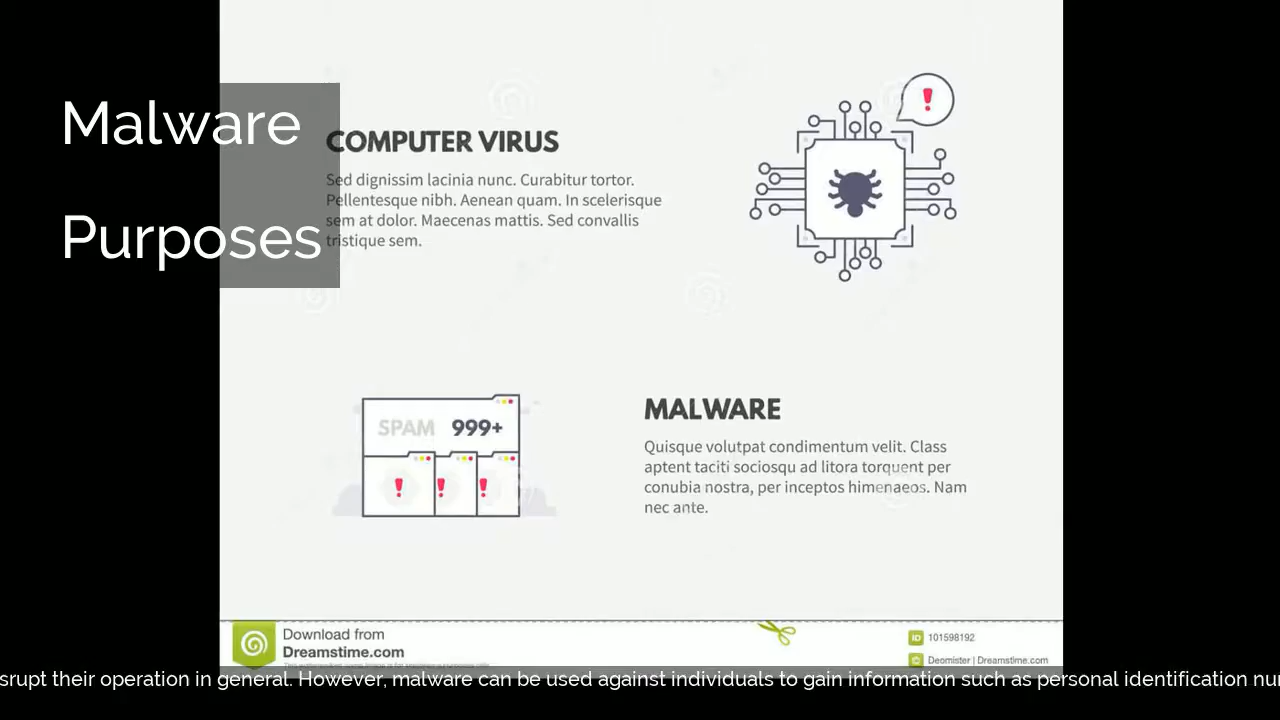 Malware
Purposes
COMPUTER VIRUS
Sed dignissim lacinia nunc. Curabitur tortor.
Pellentesque nibh. Aenean quam. In scelerisque
sem at dolor. Maecenas mattis. Sed convallis
tristique sem.
!
SPAM 999+
! ! !
MALWARE
Quisque volutpat condimentum velit. Class
aptent taciti sociosqu ad litora torquent per
conubia nostra, per inceptos himenaeos. Nam
nec ante.
Download from
Dreamstime.com
ID 101598192
© Deomister | Dreamstime.com
srupt their operation in general. However, malware can be used against individuals to gain information such as personal identification nu